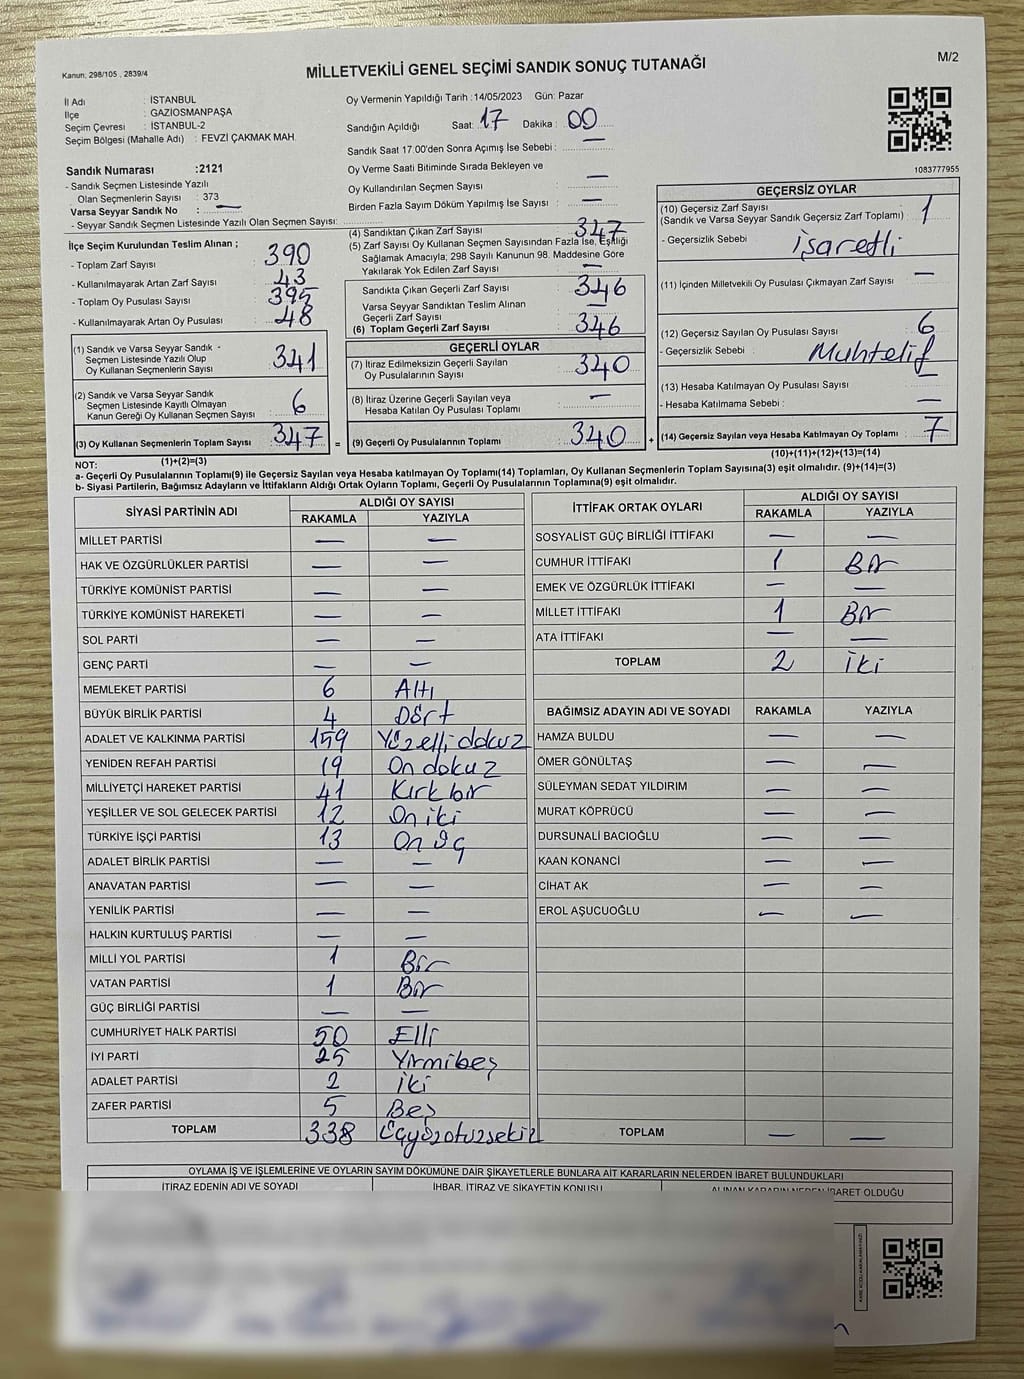 Kanun: 298/105 , 2839/4
MİLLETVEKİLİ GENEL SEÇİMİ SANDIK SONUÇ TUTANAĞI
M/2
İl Adı : İSTANBUL
İlçe : GAZİOSMANPAŞA
Seçim Çevresi : İSTANBUL-2
Seçim Bölgesi (Mahalle Adı) : FEVZİ ÇAKMAK MAH.
Sandık Numarası :2121
- Sandık Seçmen Listesinde Yazılı
Olan Seçmenlerin Sayısı : 373
Varsa Seyyar Sandık No : —
- Seyyar Sandık Seçmen Listesinde Yazılı Olan Seçmen Sayısı:
Oy Vermenin Yapıldığı Tarih :14/05/2023 Gün: Pazar
Sandığın Açıldığı Saat: 17 Dakika : 00
Sandık Saat 17.00'den Sonra Açımış İse Sebebi : —
Oy Verme Saati Bitiminde Sırada Bekleyen ve
Oy Kullandırılan Seçmen Sayısı : —
Birden Fazla Sayım Döküm Yapılmış İse Sayısı : —
1083777955
İlçe Seçim Kurulundan Teslim Alınan ;
- Toplam Zarf Sayısı : 390
- Kullanılmayarak Artan Zarf Sayısı : 43
- Toplam Oy Pusulası Sayısı : 395
- Kullanılmayarak Artan Oy Pusulası : 48
(1) Sandık ve Varsa Seyyar Sandık -
Seçmen Listesinde Yazılı Olup
Oy Kullanan Seçmenlerin Sayısı : 341
(2) Sandık ve Varsa Seyyar Sandık
Seçmen Listesinde Kayıtlı Olmayan
Kanun Gereği Oy Kullanan Seçmen Sayısı : 6
(3) Oy Kullanan Seçmenlerin Toplam Sayısı : 347 =
(4) Sandıktan Çıkan Zarf Sayısı : 347
(5) Zarf Sayısı Oy Kullanan Seçmen Sayısından Fazla İse, Eşitliği
Sağlamak Amacıyla; 298 Sayılı Kanunun 98. Maddesine Göre
Yakılarak Yok Edilen Zarf Sayısı : —
Sandıkta Çıkan Geçerli Zarf Sayısı : 346
Varsa Seyyar Sandıktan Teslim Alınan
Geçerli Zarf Sayısı : —
(6) Toplam Geçerli Zarf Sayısı : 346
GEÇERLİ OYLAR
(7) İtiraz Edilmeksizin Geçerli Sayılan
Oy Pusulalarının Sayısı : 340
(8) İtiraz Üzerine Geçerli Sayılan veya
Hesaba Katılan Oy Pusulası Toplamı : —
(9) Geçerli Oy Pusulalarının Toplamı : 340 +
GEÇERSİZ OYLAR
(10) Geçersiz Zarf Sayısı : 1
(Sandık ve Varsa Seyyar Sandık Geçersiz Zarf Toplamı)
- Geçersizlik Sebebi : işaretli
(11) İçinden Milletvekili Oy Pusulası Çıkmayan Zarf Sayısı : —
(12) Geçersiz Sayılan Oy Pusulası Sayısı : 6
- Geçersizlik Sebebi : Muhtelif
(13) Hesaba Katılmayan Oy Pusulası Sayısı : —
- Hesaba Katılmama Sebebi : —
(14) Geçersiz Sayılan veya Hesaba Katılmayan Oy Toplamı : 7
NOT: (1)+(2)=(3) (10)+(11)+(12)+(13)=(14)
a- Geçerli Oy Pusulalarının Toplamı(9) ile Geçersiz Sayılan veya Hesaba katılmayan Oy Toplamı(14) Toplamları, Oy Kullanan Seçmenlerin Toplam Sayısına(3) eşit olmalıdır. (9)+(14)=(3)
b- Siyasi Partilerin, Bağımsız Adayların ve İttifakların Aldığı Ortak Oyların Toplamı, Geçerli Oy Pusulalarının Toplamına(9) eşit olmalıdır.
SİYASİ PARTİNİN ADI ALDIĞI OY SAYISI
RAKAMLA YAZIYLA
MİLLET PARTİSİ — —
HAK VE ÖZGÜRLÜKLER PARTİSİ — —
TÜRKİYE KOMÜNİST PARTİSİ — —
TÜRKİYE KOMÜNİST HAREKETİ — —
SOL PARTİ — —
GENÇ PARTİ — —
MEMLEKET PARTİSİ 6 Altı
BÜYÜK BİRLİK PARTİSİ 4 Dört
ADALET VE KALKINMA PARTİSİ 159 Yüzelli dokuz
YENİDEN REFAH PARTİSİ 19 On dokuz
MİLLİYETÇİ HAREKET PARTİSİ 41 Kırk bir
YEŞİLLER VE SOL GELECEK PARTİSİ 12 On iki
TÜRKİYE İŞÇİ PARTİSİ 13 On üç
ADALET BİRLİK PARTİSİ — —
ANAVATAN PARTİSİ — —
YENİLİK PARTİSİ — —
HALKIN KURTULUŞ PARTİSİ — —
MİLLİ YOL PARTİSİ 1 Bir
VATAN PARTİSİ 1 Bir
GÜÇ BİRLİĞİ PARTİSİ — —
CUMHURİYET HALK PARTİSİ 50 Elli
İYİ PARTİ 25 Yirmibeş
ADALET PARTİSİ 2 iki
ZAFER PARTİSİ 5 Beş
TOPLAM 338 Üçyüzotuzsekiz
İTTİFAK ORTAK OYLARI ALDIĞI OY SAYISI
RAKAMLA YAZIYLA
SOSYALİST GÜÇ BİRLİĞİ İTTİFAKI — —
CUMHUR İTTİFAKI 1 Bir
EMEK VE ÖZGÜRLÜK İTTİFAKI — —
MİLLET İTTİFAKI 1 Bir
ATA İTTİFAKI — —
TOPLAM 2 iki
BAĞIMSIZ ADAYIN ADI VE SOYADI RAKAMLA YAZIYLA
HAMZA BULDU — —
ÖMER GÖNÜLTAŞ — —
SÜLEYMAN SEDAT YILDIRIM — —
MURAT KÖPRÜCÜ — —
DURSUNALİ BACIOĞLU — —
KAAN KONANCİ — —
CİHAT AK — —
EROL AŞUCUOĞLU — —
TOPLAM — —
OYLAMA İŞ VE İŞLEMLERİNE VE OYLARIN SAYIM DÖKÜMÜNE DAİR ŞİKAYETLERLE BUNLARA AİT KARARLARIN NELERDEN İBARET BULUNDUKLARI
İTİRAZ EDENİN ADI VE SOYADI İHBAR, İTİRAZ VE ŞİKAYETİN KONUSU ALINAN KARARIN NEDEN İBARET OLDUĞU